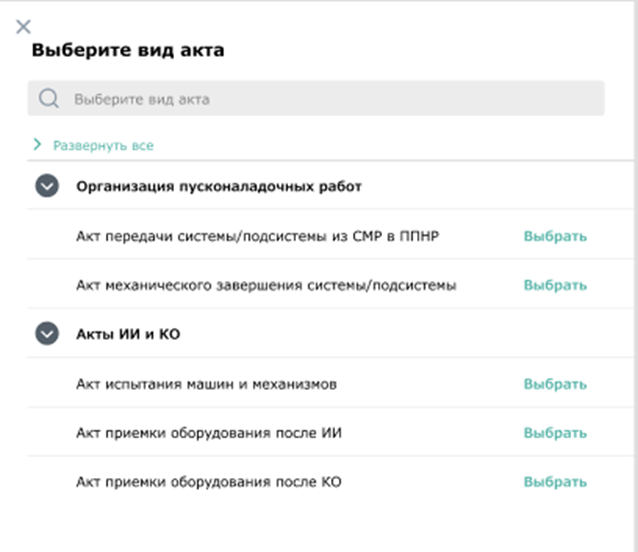 Выберите вид акта
Выберите вид акта
Развернуть все
Организация пусконаладочных работ
Акт передачи системы/подсистемы из СМР в ППНР Выбрать
Акт механического завершения системы/подсистемы Выбрать
Акты ИИ и КО
Акт испытания машин и механизмов Выбрать
Акт приемки оборудования после ИИ Выбрать
Акт приемки оборудования после КО Выбрать